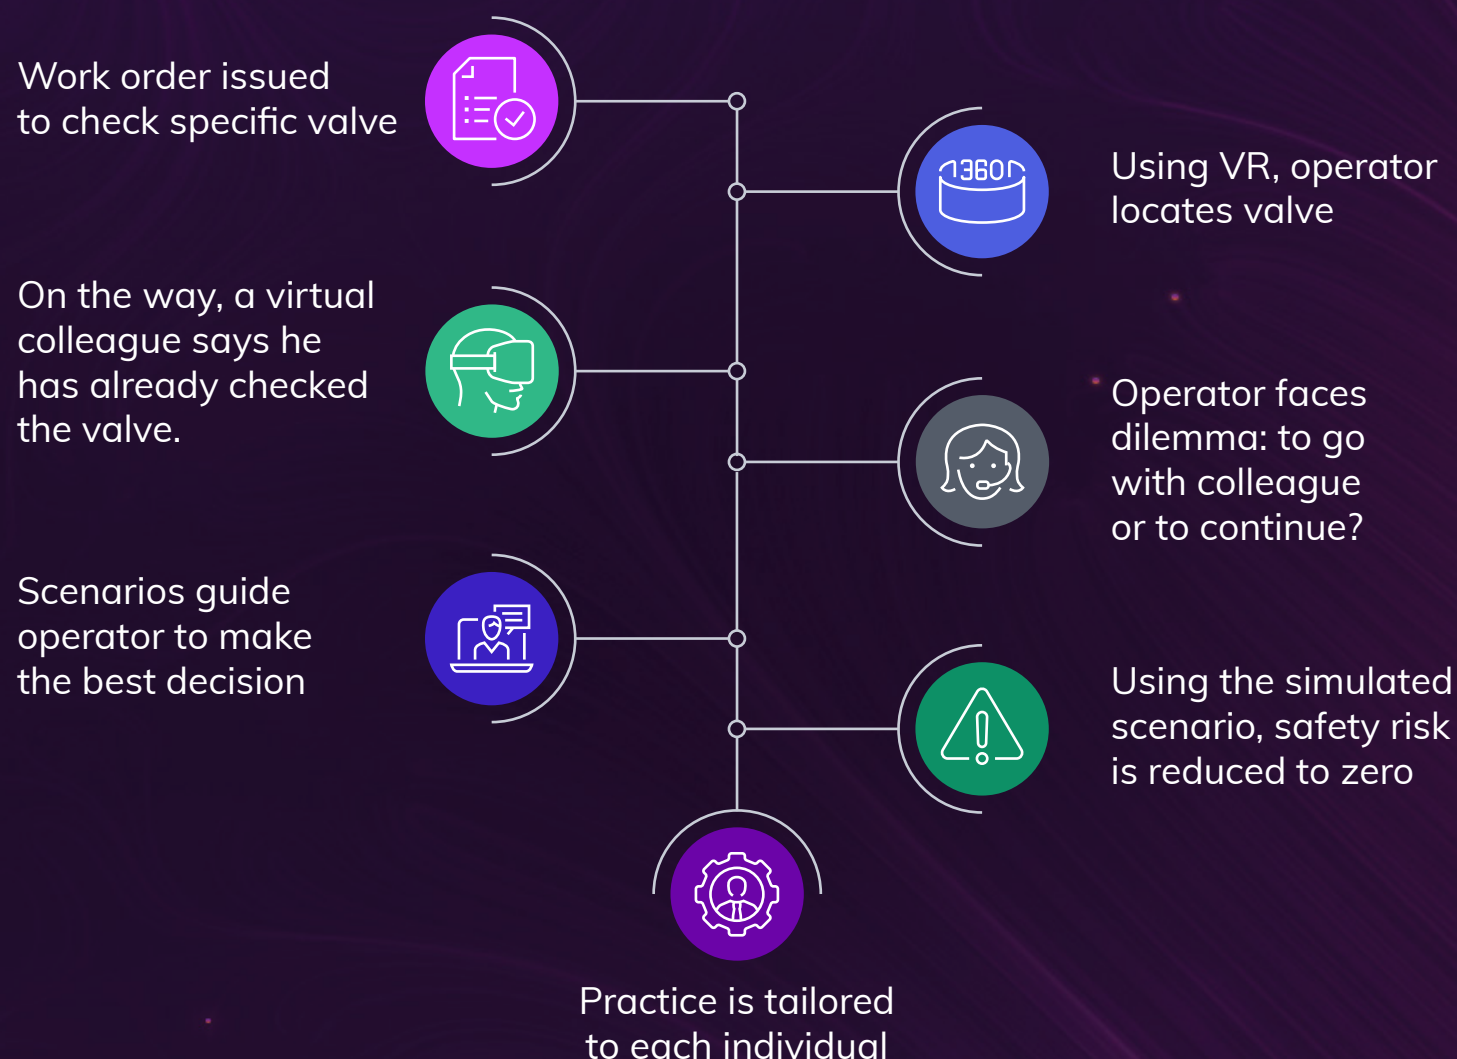 Work order issued
to check specific valve
360
Using VR, operator
locates valve
On the way, a virtual
colleague says he
has already checked
the valve.
Operator faces
dilemma: to go
with colleague
or to continue?
Scenarios guide
operator to make
the best decision
Using the simulated
scenario, safety risk
is reduced to zero
Practice is tailored
to each individual